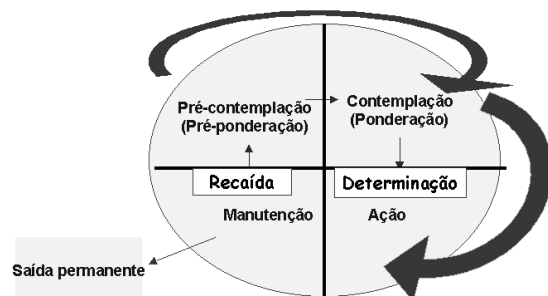 Pré-contemplação
(Pré-ponderação)
Contemplação
(Ponderação)
Recaída
Determinação
Manutenção
Ação
Saída permanente